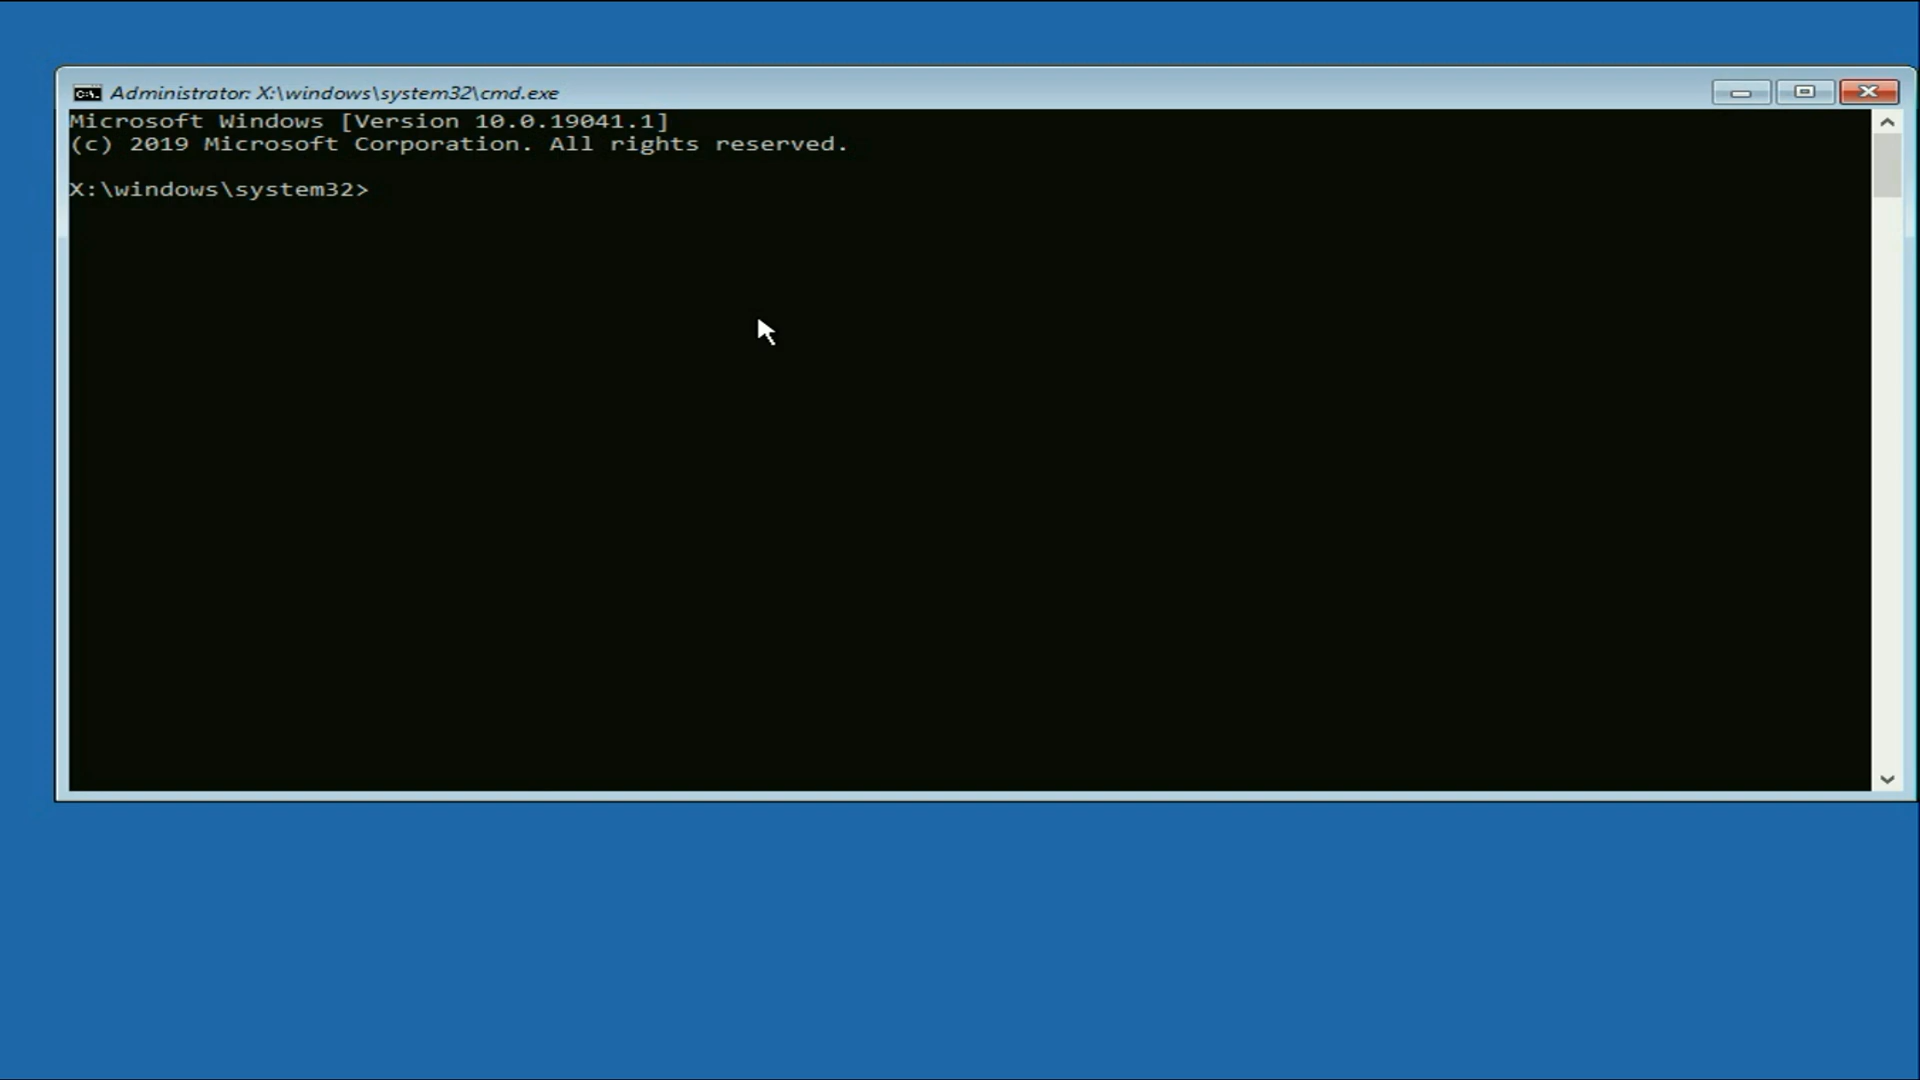 Administrator: X:\windows\system32\cmd.exe
Microsoft Windows [Version 10.0.19041.1]
(c) 2019 Microsoft Corporation. All rights reserved.
X:\windows\system32>